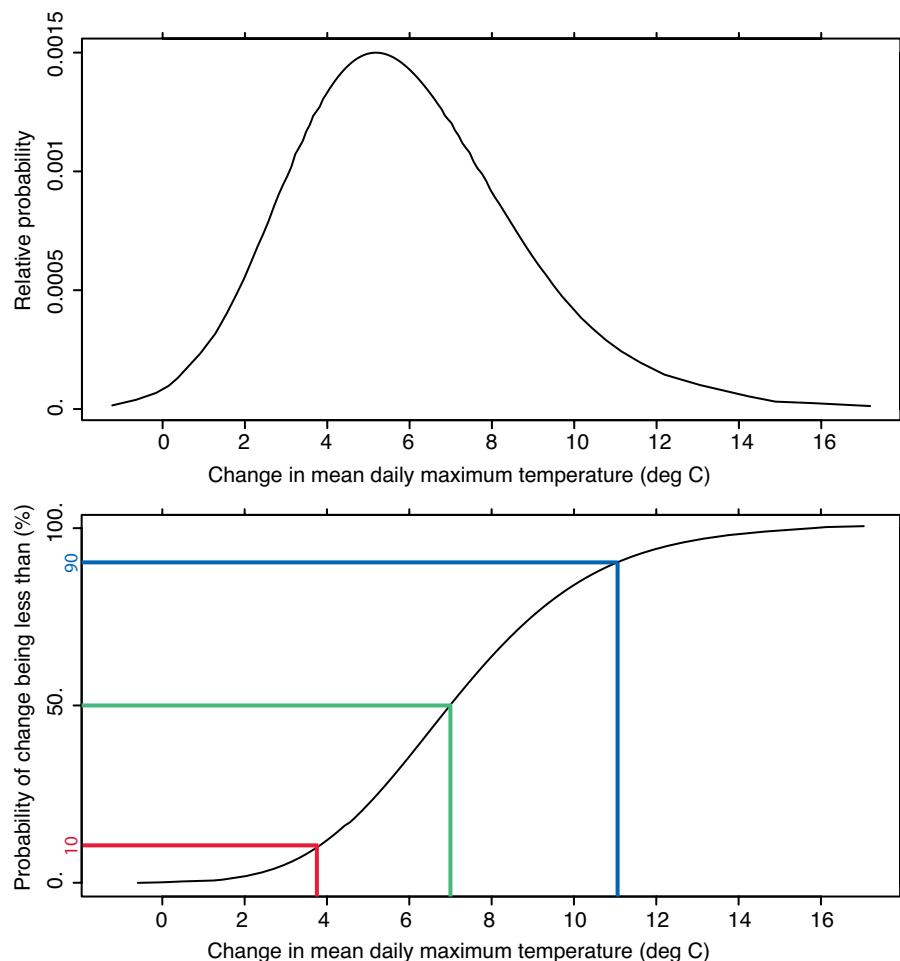 0.0015
0.001
0.00005
0.
Relative probability
0 2 4 6 8 10 12 14 16
Change in mean daily maximum temperature (deg C)
100.
90
50.
10
0.
Probability of change being less than (%)
0 2 4 6 8 10 12 14 16
Change in mean daily maximum temperature (deg C)